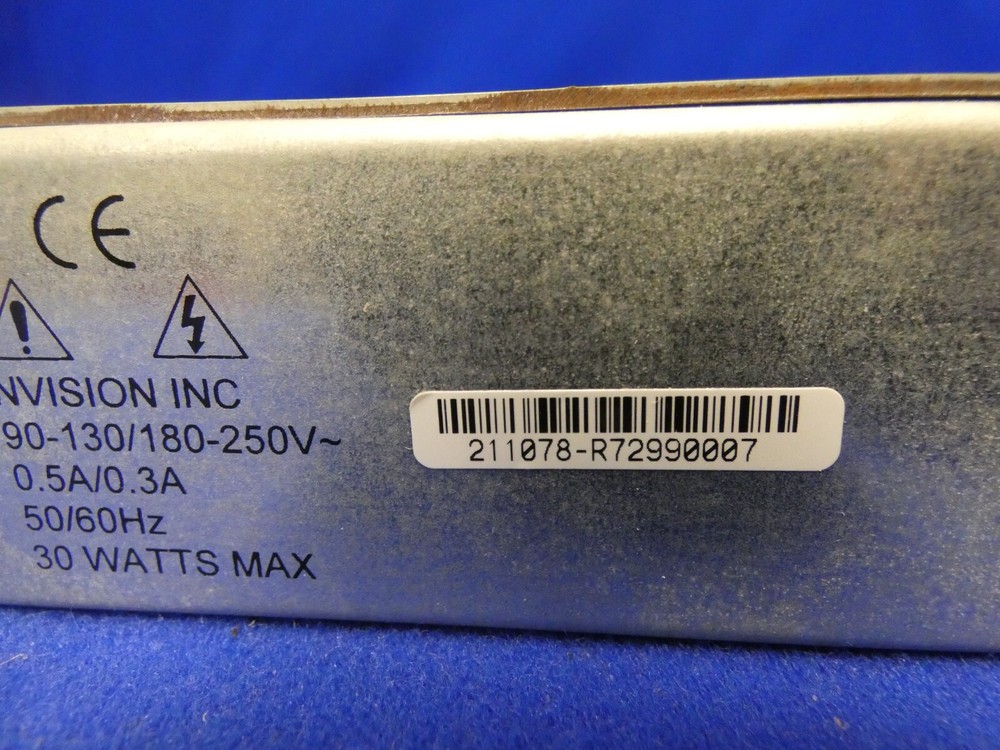 CE
NVISION INC
90-130/180-250V~
0.5A/0.3A
50/60Hz
30 WATTS MAX
211078-R72990007